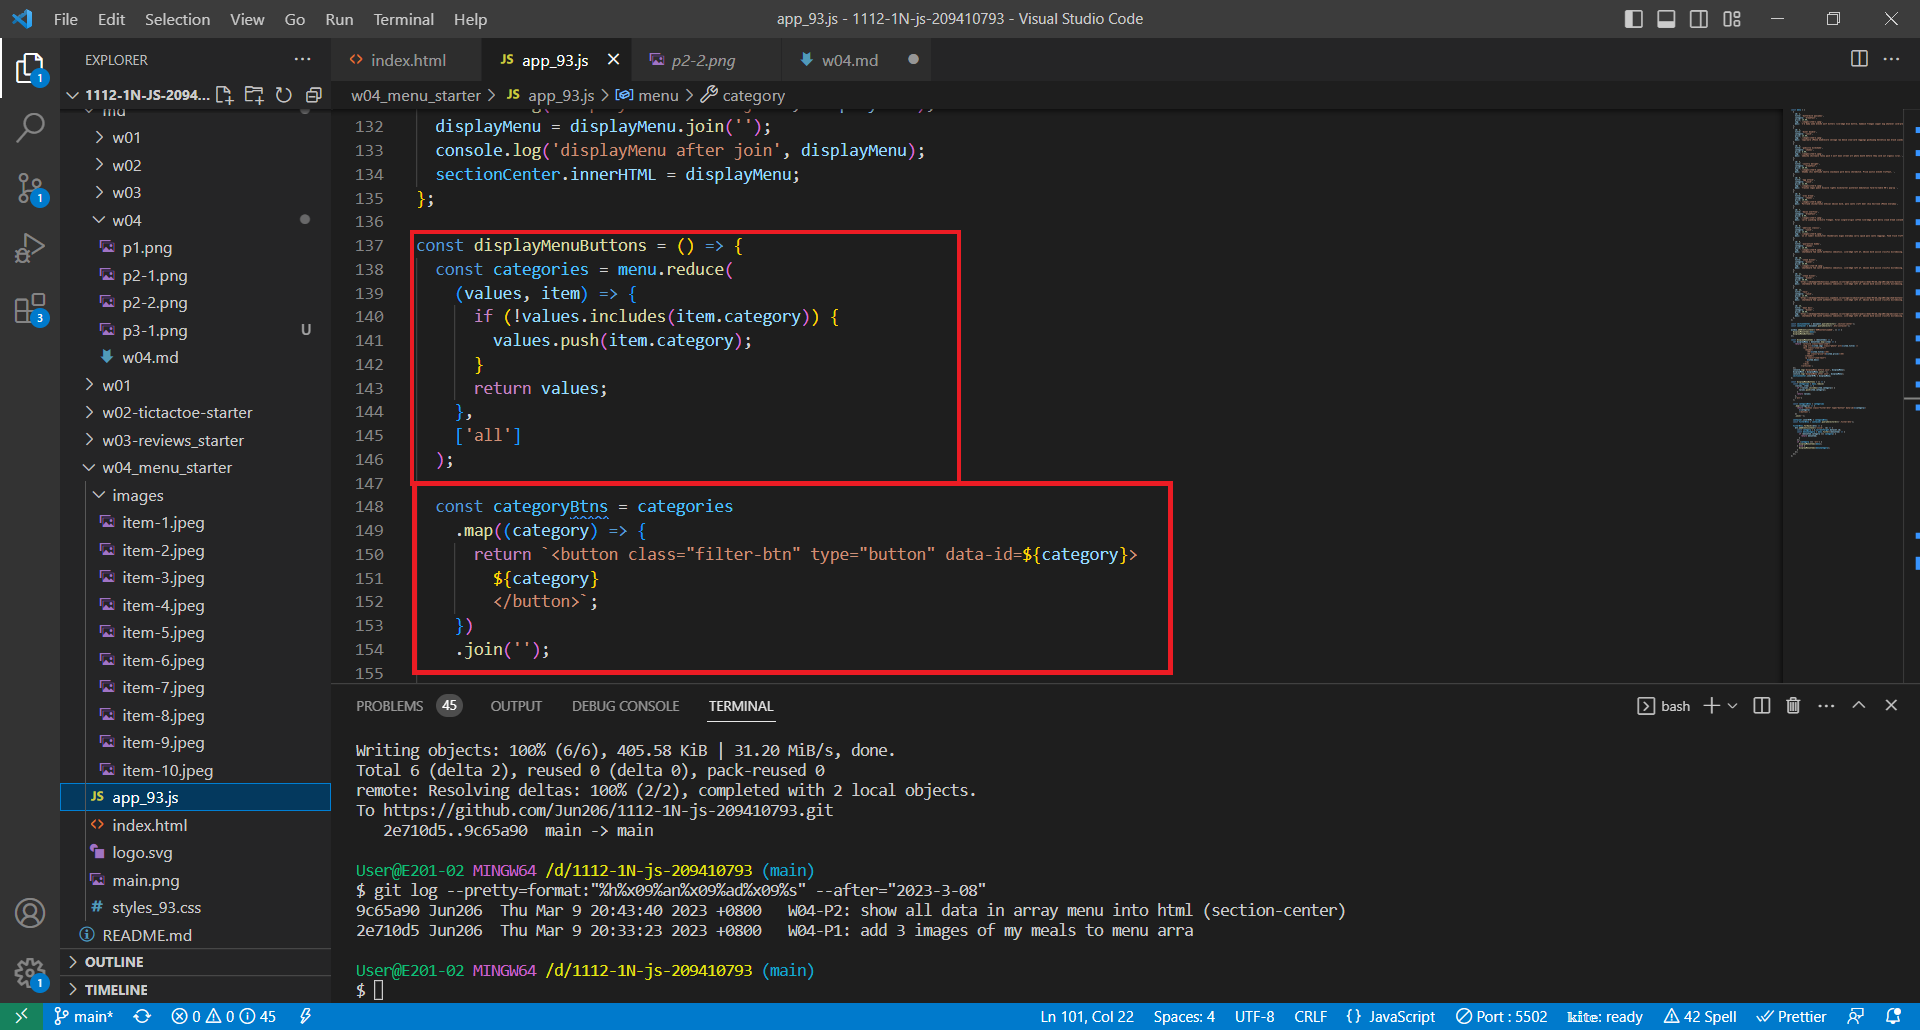 File Edit Selection View Go Run Terminal Help
app_93.js - 1112-1N-js-209410793 - Visual Studio Code
EXPLORER
1112-1N-JS-2094...
md
w01
w02
w03
w04
p1.png
p2-1.png
p2-2.png
p3-1.png U
w04.md
w01
w02-tictactoe-starter
w03-reviews_starter
w04_menu_starter
images
item-1.jpeg
item-2.jpeg
item-3.jpeg
item-4.jpeg
item-5.jpeg
item-6.jpeg
item-7.jpeg
item-8.jpeg
item-9.jpeg
item-10.jpeg
JS app_93.js
index.html
logo.svg
main.png
# styles_93.css
README.md
OUTLINE
TIMELINE
1
1
3
1
index.html JS app_93.js p2-2.png w04.md
w04_menu_starter > JS app_93.js > menu > category
132 displayMenu = displayMenu.join('');
133 console.log('displayMenu after join', displayMenu);
134 sectionCenter.innerHTML = displayMenu;
135 };
136
137 const displayMenuButtons = () => {
138 const categories = menu.reduce(
139 (values, item) => {
140 if (!values.includes(item.category)) {
141 values.push(item.category);
142 }
143 return values;
144 },
145 ['all']
146 );
147
148 const categoryBtns = categories
149 .map((category) => {
150 return `<button class="filter-btn" type="button" data-id=${category}>
151 ${category}
152 </button>`;
153 })
154 .join('');
155
PROBLEMS 45 OUTPUT DEBUG CONSOLE TERMINAL bash
Writing objects: 100% (6/6), 405.58 KiB | 31.20 MiB/s, done.
Total 6 (delta 2), reused 0 (delta 0), pack-reused 0
remote: Resolving deltas: 100% (2/2), completed with 2 local objects.
To https://github.com/Jun206/1112-1N-js-209410793.git
2e710d5..9c65a90 main -> main
User@E201-02 MINGW64 /d/1112-1N-js-209410793 (main)
$ git log --pretty=format:"%h%x09%an%x09%ad%x09%s" --after="2023-3-08"
9c65a90 Jun206 Thu Mar 9 20:43:40 2023 +0800 W04-P2: show all data in array menu into html (section-center)
2e710d5 Jun206 Thu Mar 9 20:33:23 2023 +0800 W04-P1: add 3 images of my meals to menu arra
User@E201-02 MINGW64 /d/1112-1N-js-209410793 (main)
$
main* 0 0 45 Ln 101, Col 22 Spaces: 4 UTF-8 CRLF {} JavaScript Port : 5502 kite: ready 42 Spell Prettier